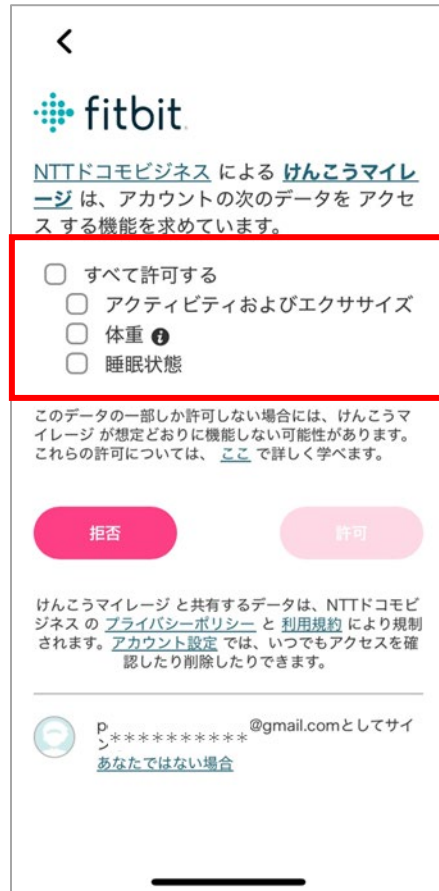 fitbit.
NTTドコモビジネス による けんこうマイレ
ージ は、アカウントの次のデータを アクセ
ス する機能を求めています。
すべて許可する
アクティビティおよびエクササイズ
体重
睡眠状態
このデータの一部しか許可しない場合には、けんこうマ
イレージ が想定どおりに機能しない可能性があります。
これらの許可については、 ここ で詳しく学べます。
拒否
許可
けんこうマイレージ と共有するデータは、NTTドコモビ
ジネス の プライバシーポリシー と 利用規約 により規制
されます。アカウント設定 では、いつでもアクセスを確
認したり削除したりできます。
p **********@gmail.comとしてサイ
ン
あなたではない場合